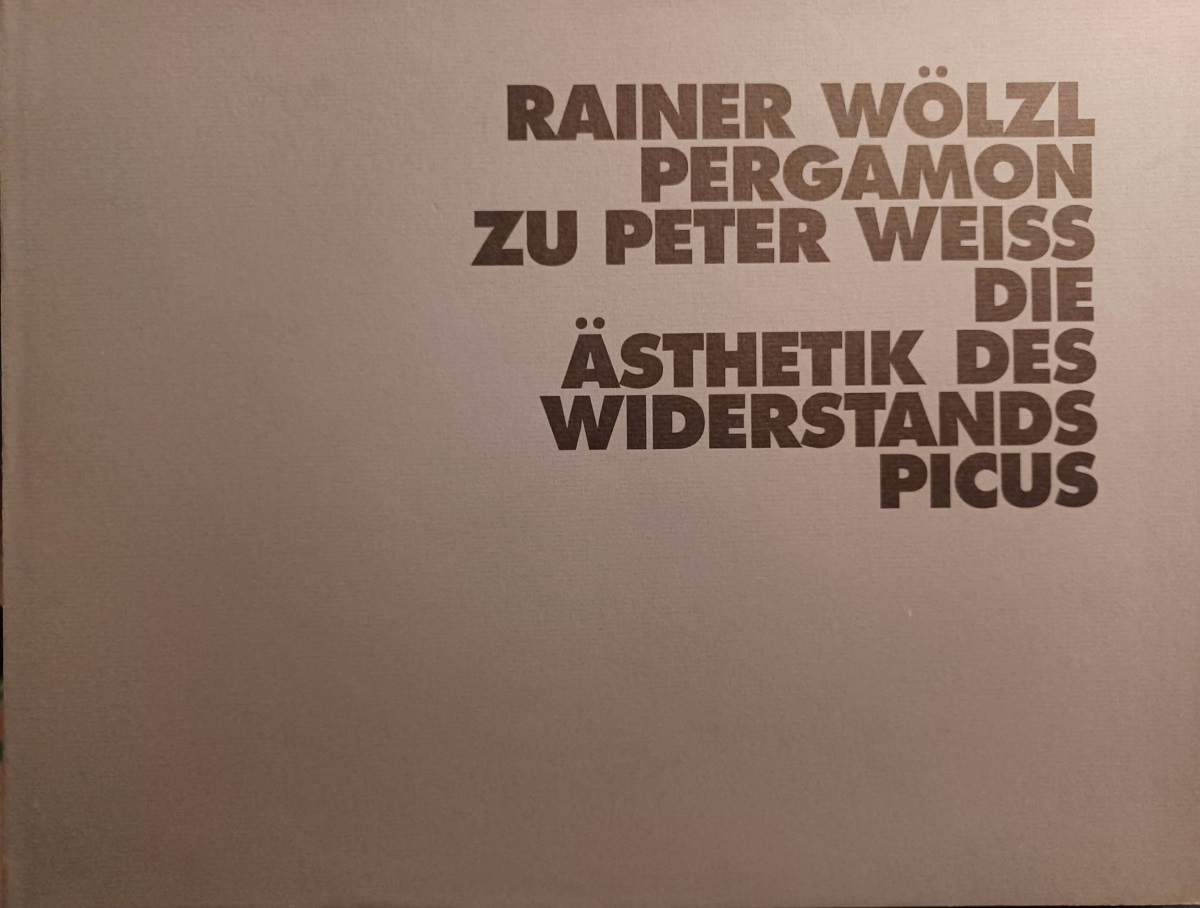 RAINER WÖLZL
PERGAMON
ZU PETER WEISS
DIE
ÄSTHETIK DES
WIDERSTANDS
PICUS